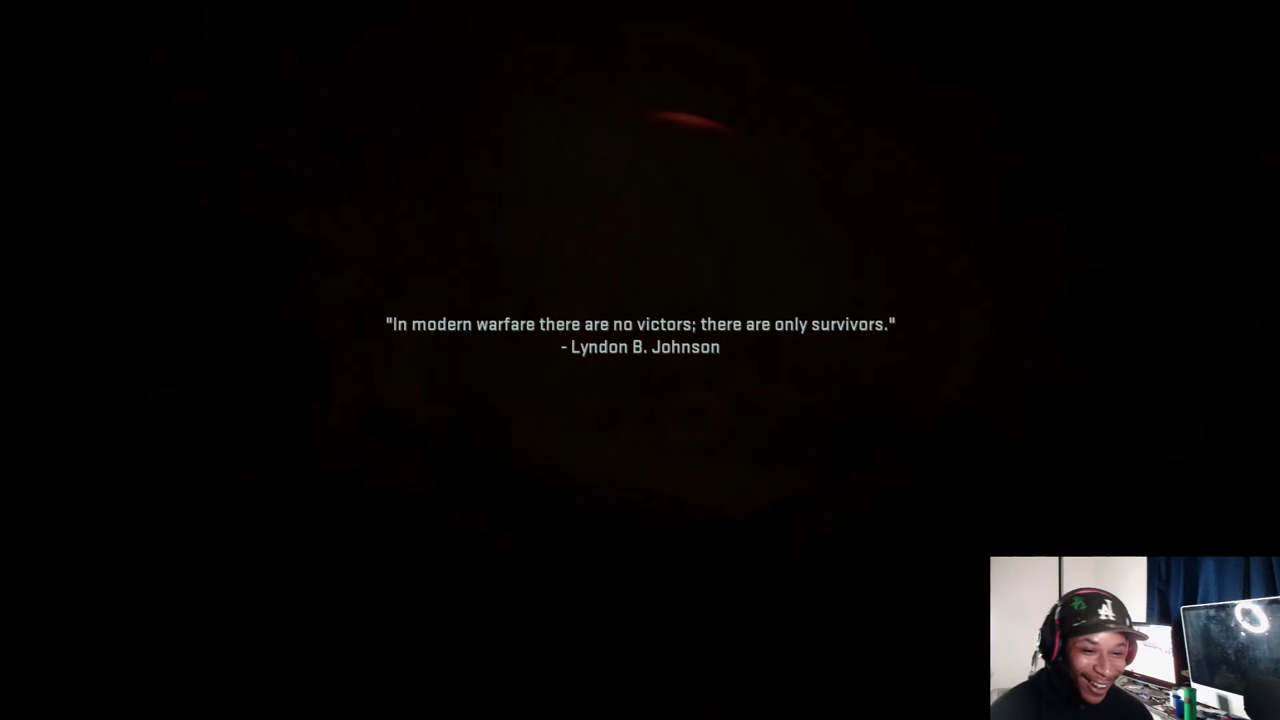 "In modern warfare there are no victors; there are only survivors."
- Lyndon B. Johnson